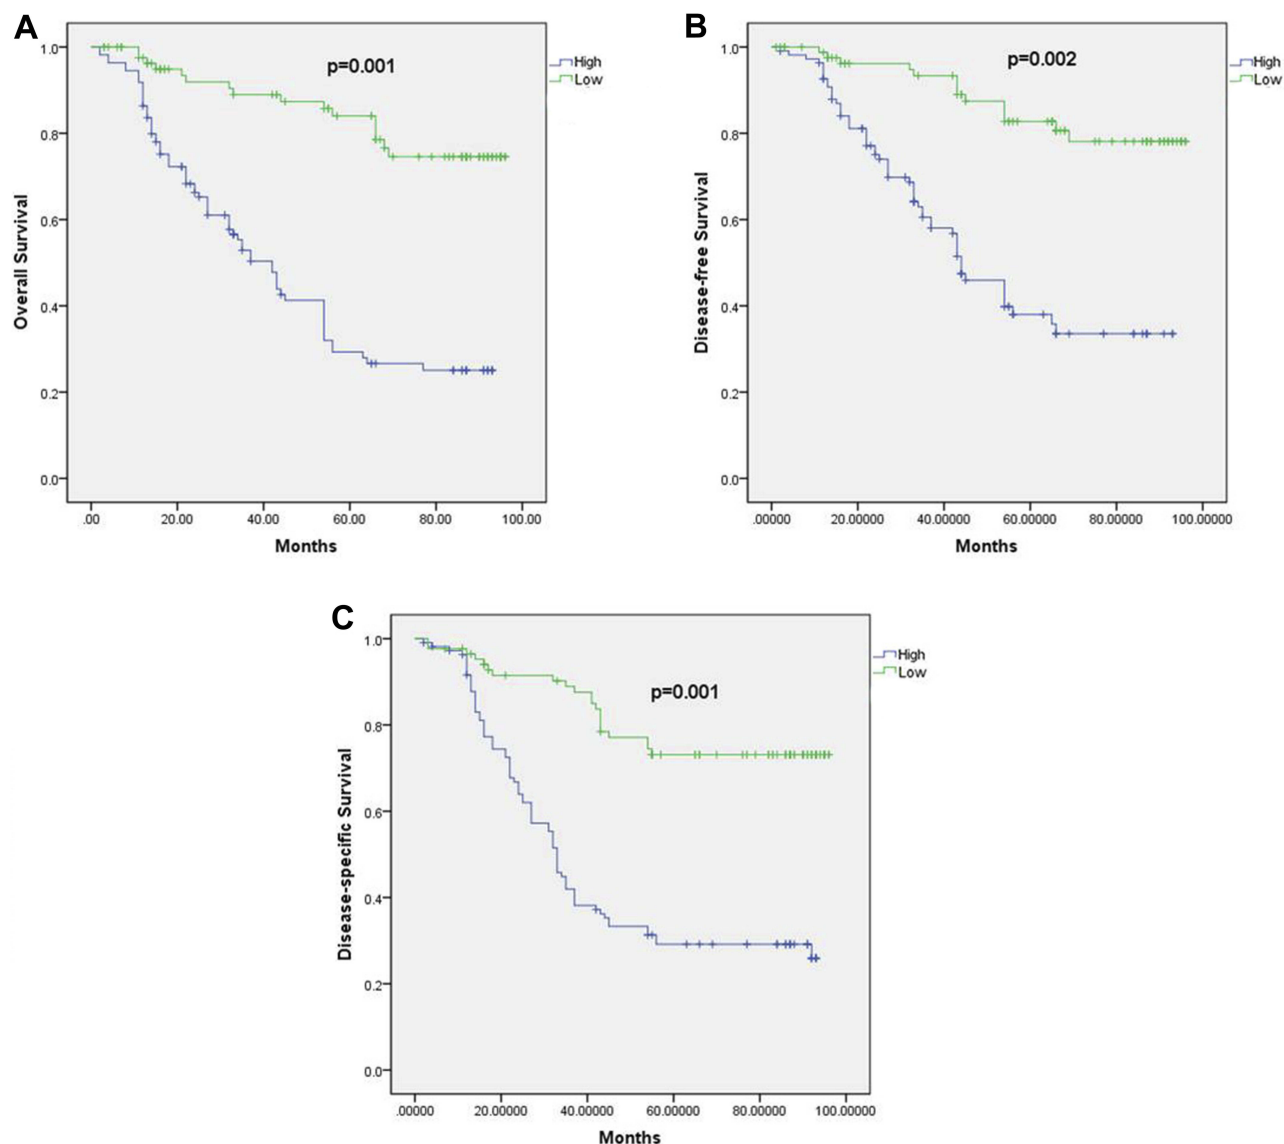 A
p=0.001
High
Low
Overall Survival
1.0
0.8
0.6
0.4
0.2
0.0
.00 20.00 40.00 60.00 80.00 100.00
Months
B
p=0.002
High
Low
Disease-free Survival
1.0
0.8
0.6
0.4
0.2
0.0
.00000 20.00000 40.00000 60.00000 80.00000 100.00000
Months
C
p=0.001
High
Low
Disease-specific Survival
1.0
0.8
0.6
0.4
0.2
0.0
.00000 20.00000 40.00000 60.00000 80.00000 100.00000
Months